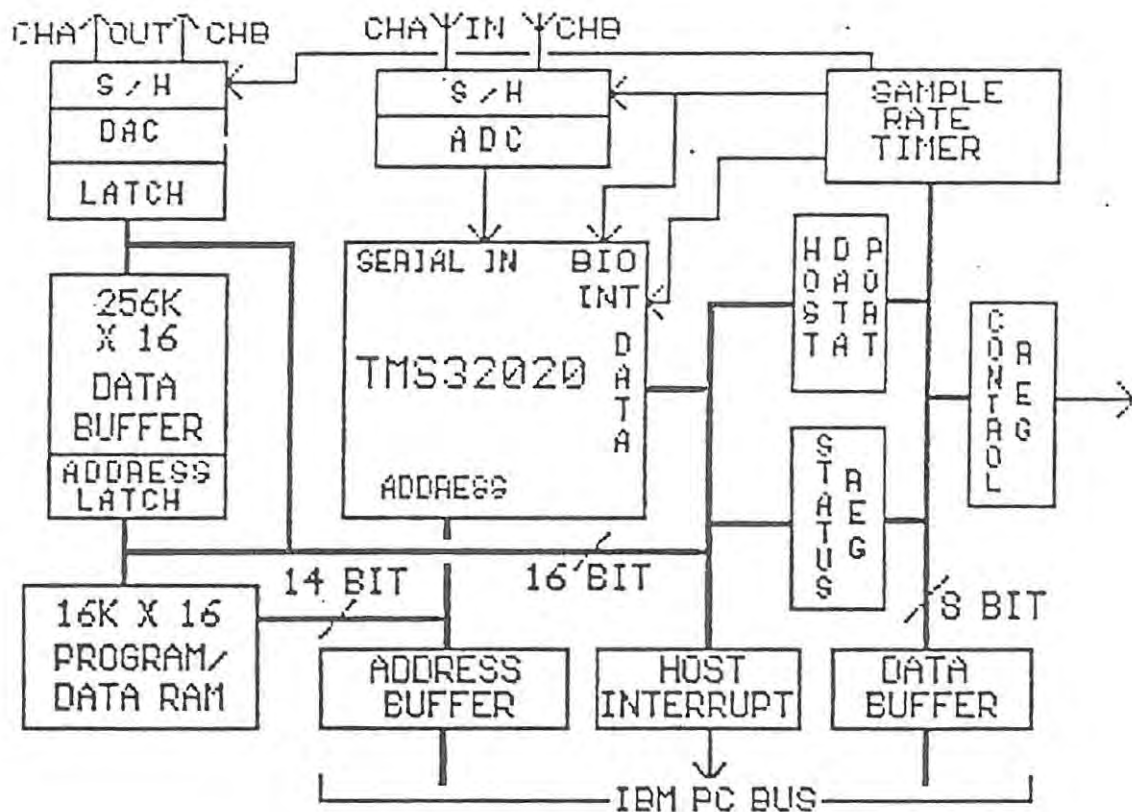 CHA OUT CHB
CHA IN CHB
S/H
DAC
LATCH
S/H
ADC
SAMPLE
RATE
TIMER
SERIAL IN
BIO
INT
TMS32020
DATA
ADDRESS
HOST
DATA
PORT
CONTROL
REG
STATUS
REG
256K
X 16
DATA
BUFFER
ADDRESS
LATCH
14 BIT
16 BIT
8 BIT
16K X 16
PROGRAM/
DATA RAM
ADDRESS
BUFFER
HOST
INTERRUPT
DATA
BUFFER
IBM PC BUS